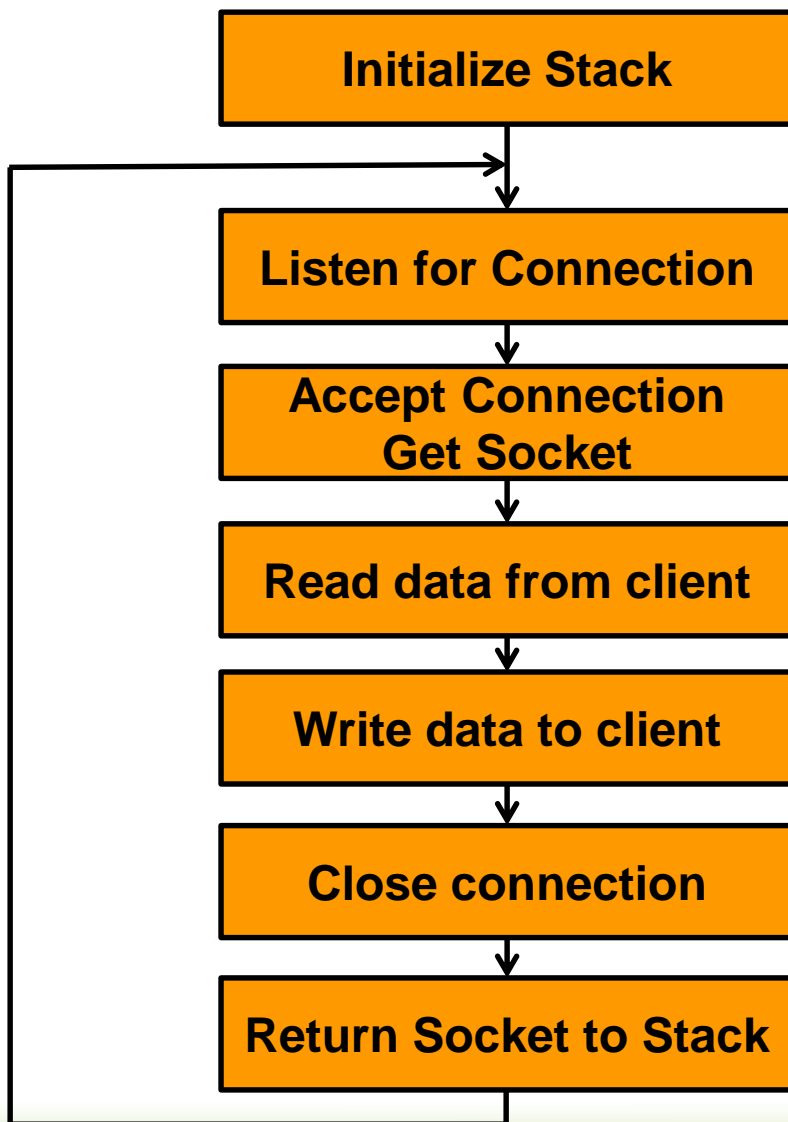 Initialize Stack
Listen for Connection
Accept Connection
Get Socket
Read data from client
Write data to client
Close connection
Return Socket to Stack